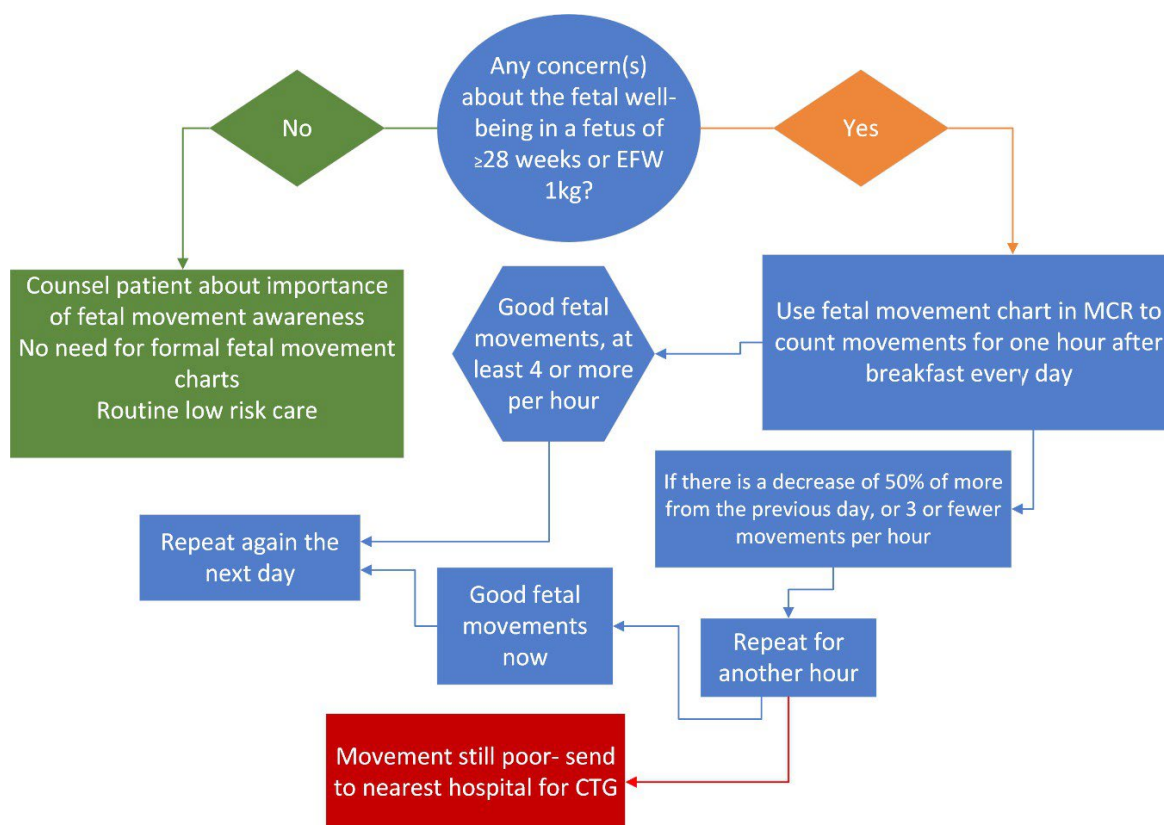 Any concern(s)
about the fetal well-
being in a fetus of
≥28 weeks or EFW
1kg?
No
Yes
Counsel patient about importance
of fetal movement awareness
No need for formal fetal movement
charts
Routine low risk care
Good fetal
movements, at
least 4 or more
per hour
Use fetal movement chart in MCR to
count movements for one hour after
breakfast every day
If there is a decrease of 50% of more
from the previous day, or 3 or fewer
movements per hour
Repeat again the
next day
Good fetal
movements
now
Repeat for
another hour
Movement still poor- send
to nearest hospital for CTG